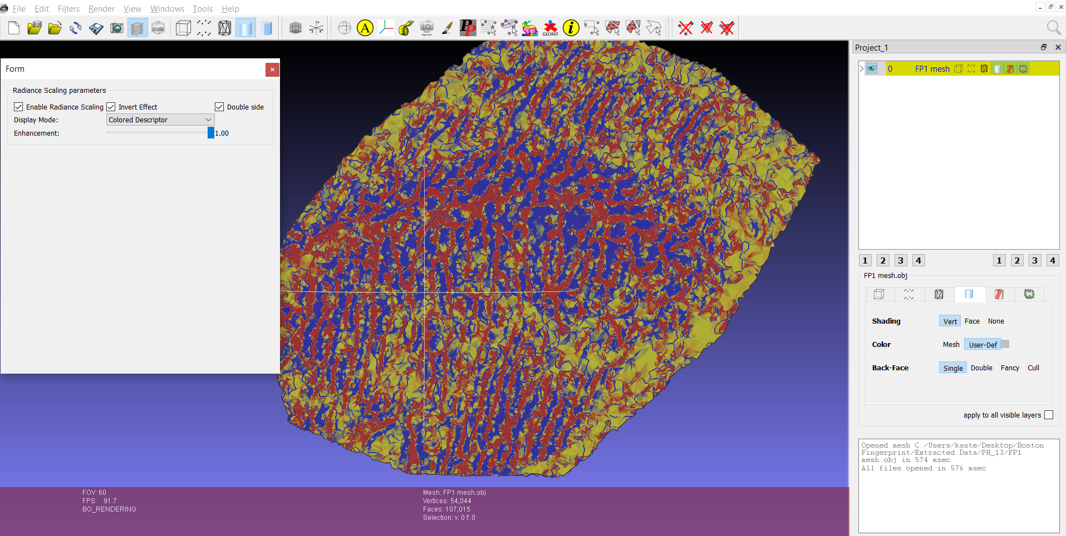 File Edit Filters Render View Windows Tools Help
Form
Radiance Scaling parameters
Enable Radiance Scaling Invert Effect Double side
Display Mode: Colored Descriptor
Enhancement: 1.00
Project_1
0 FP1 mesh
1 2 3 4 1 2 3 4
FP1 mesh.obj
Shading Vert Face None
Color Mesh User-Def
Back-Face Single Double Fancy Cull
apply to all visible layers
Opened mesh C:/Users/kaste/Desktop/Boston
Fingerprint/Extracted Data/PH_13/FP1
mesh.obj in 574 msec
All files opened in 576 msec
FOV: 60
FPS: 91.7
BO_RENDERING
Mesh: FP1 mesh.obj
Vertices: 54,044
Faces: 107,015
Selection: v: 0 f: 0